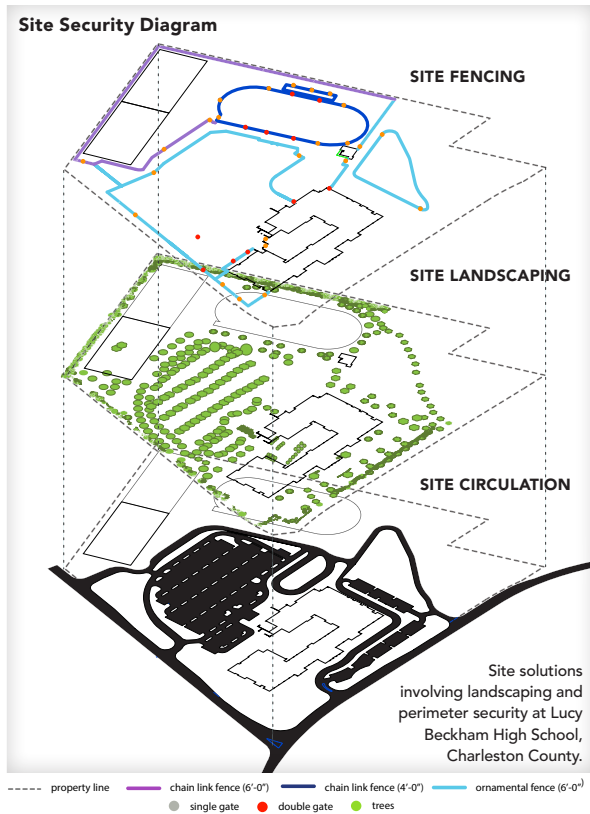 Site Security Diagram
SITE FENCING
SITE LANDSCAPING
SITE CIRCULATION
Site solutions
involving landscaping and
perimeter security at Lucy
Beckham High School,
Charleston County.
property line chain link fence (6'-0") chain link fence (4'-0") ornamental fence (6'-0")
single gate double gate trees